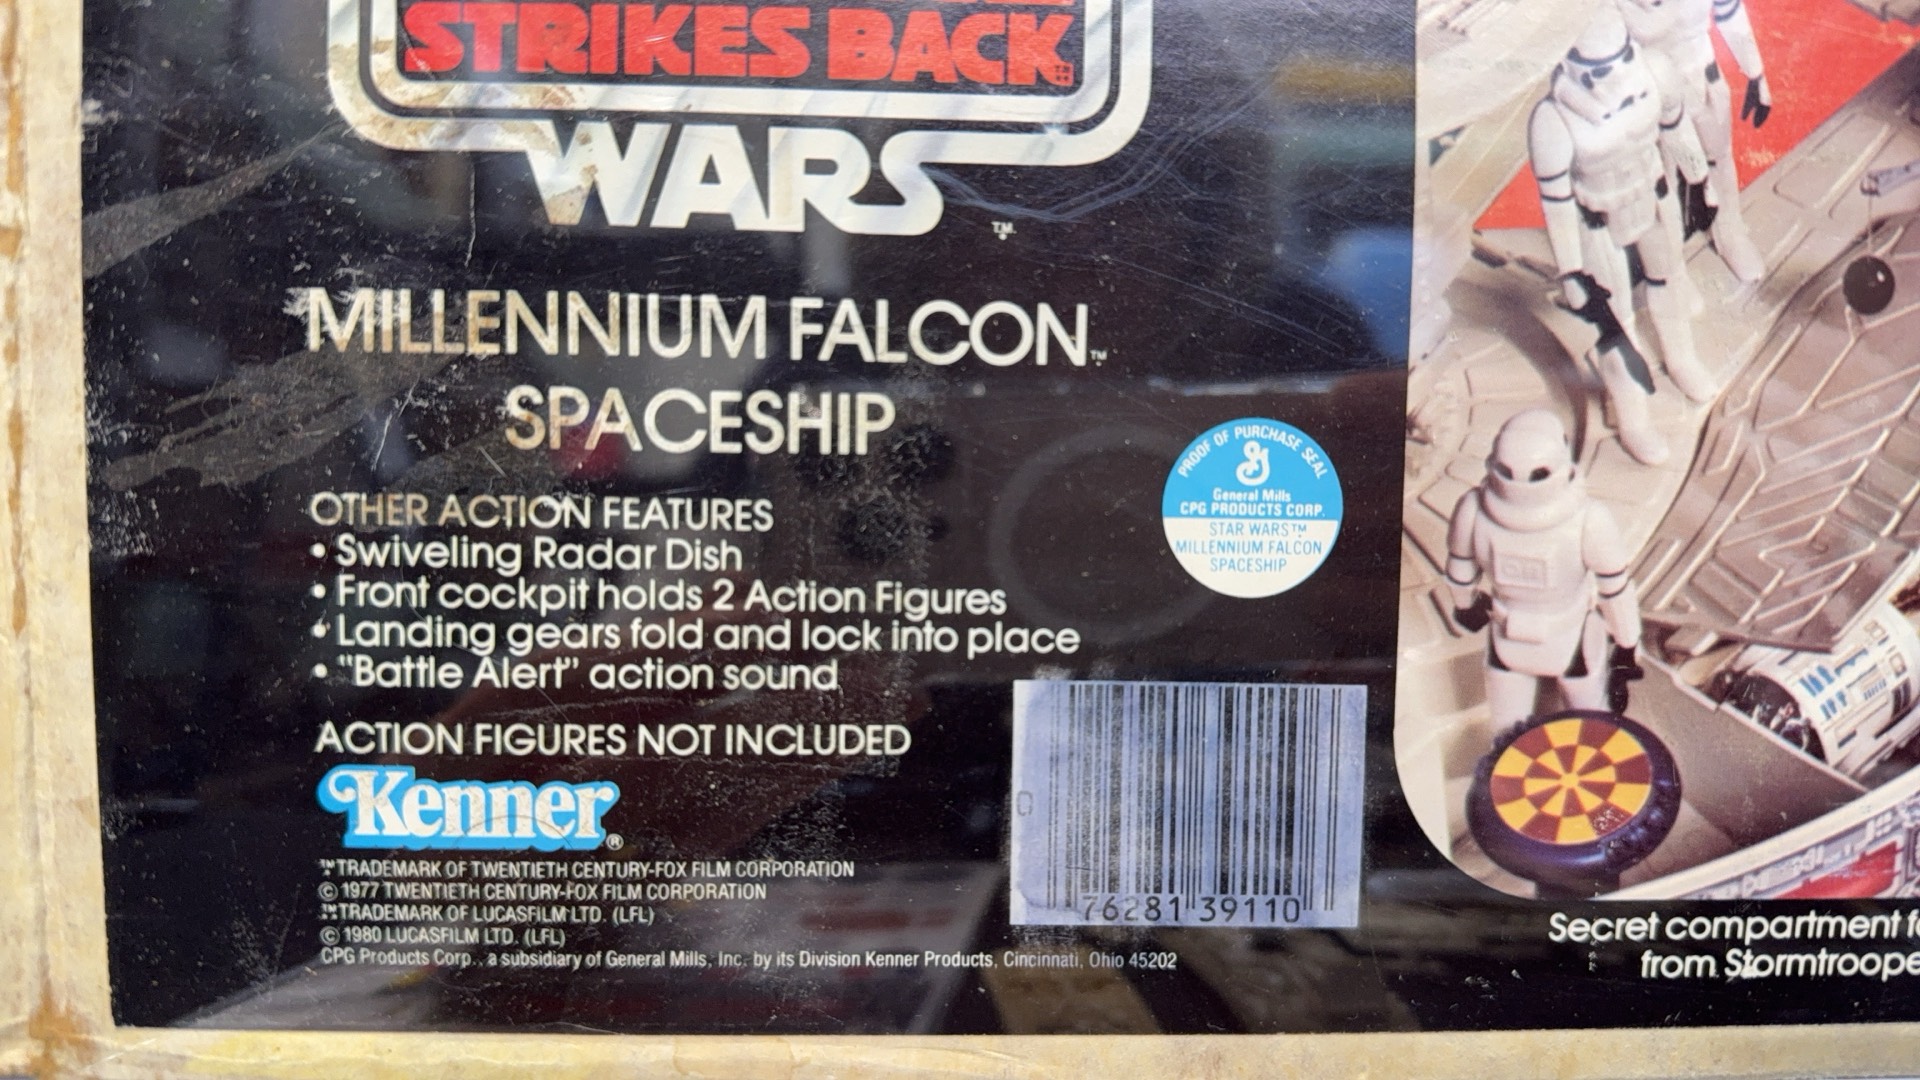 STRIKES BACK TM
WARS
T.M.
MILLENNIUM FALCON TM
SPACESHIP
OTHER ACTION FEATURES
• Swiveling Radar Dish
• Front cockpit holds 2 Action Figures
• Landing gears fold and lock into place
• "Battle Alert" action sound
ACTION FIGURES NOT INCLUDED
Kenner®
™TRADEMARK OF TWENTIETH CENTURY-FOX FILM CORPORATION
© 1977 TWENTIETH CENTURY-FOX FILM CORPORATION
™TRADEMARK OF LUCASFILM LTD. (LFL)
© 1980 LUCASFILM LTD. (LFL)
CPG Products Corp., a subsidiary of General Mills, Inc. by its Division Kenner Products, Cincinnati, Ohio 45202
PROOF OF PURCHASE SEAL
G
General Mills
CPG PRODUCTS CORP.
STAR WARS™
MILLENNIUM FALCON
SPACESHIP
0
76281 39110
Secret compartment
from Stormtroope